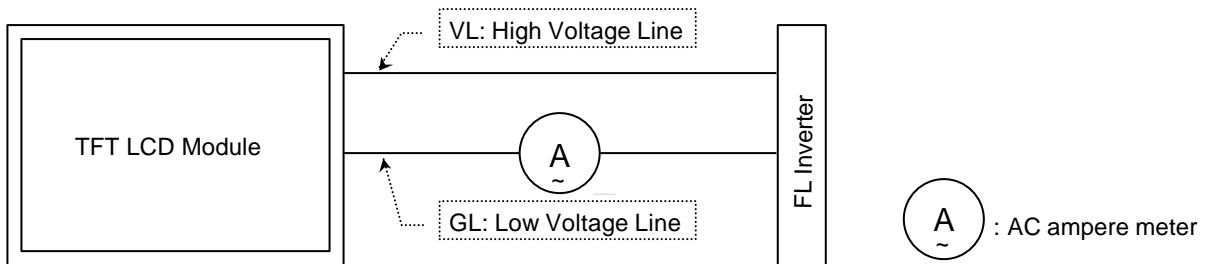 VL: High Voltage Line
TFT LCD Module
A
~
FL Inverter
GL: Low Voltage Line
A
~
: AC ampere meter